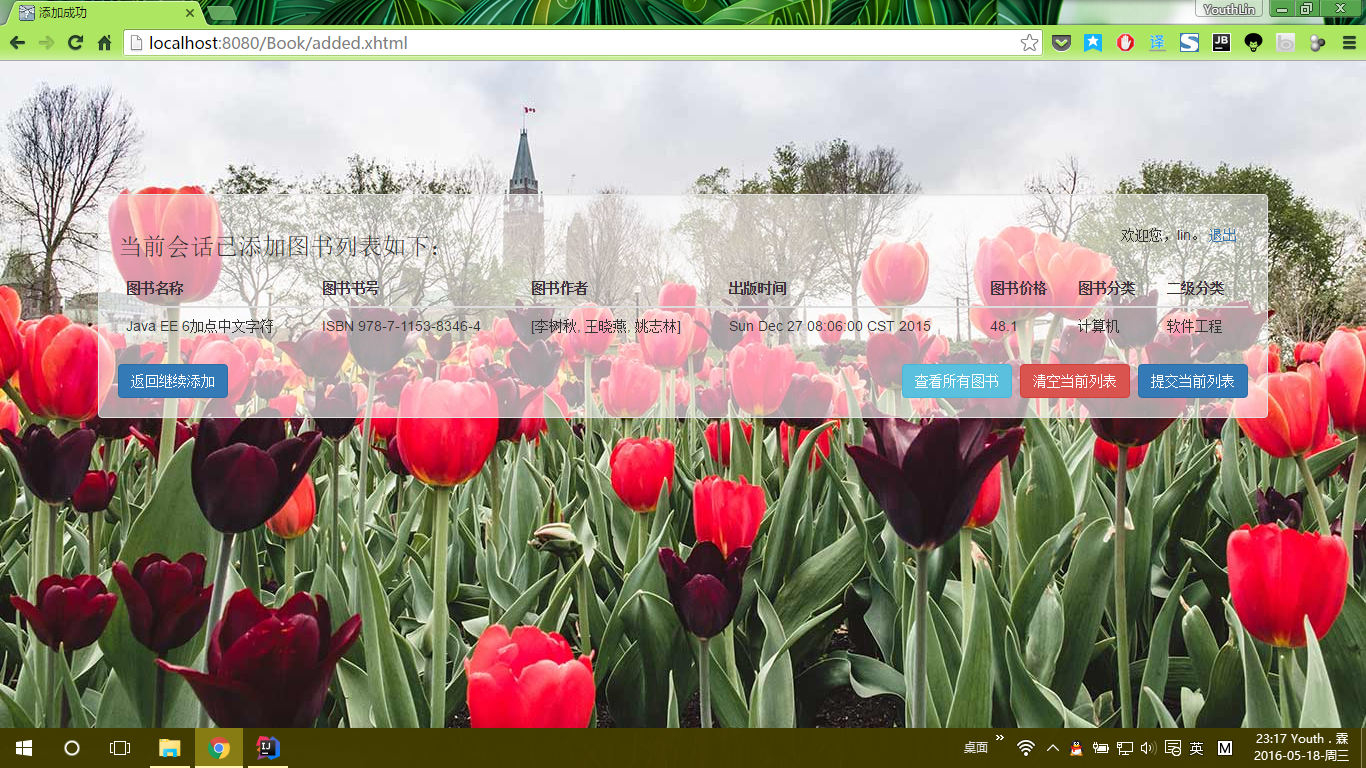 添加成功
YouthLin
localhost:8080/Book/added.xhtml
译
JB
欢迎您，lin。 退出
当前会话已添加图书列表如下：
图书名称 图书书号 图书作者 出版时间 图书价格 图书分类 二级分类
Java EE 6加点中文字符 ISBN 978-7-1153-8346-4 [李树秋, 王晓燕, 姚志林] Sun Dec 27 08:06:00 CST 2015 48.1 计算机 软件工程
返回继续添加 查看所有图书 清空当前列表 提交当前列表
桌面 英 M
23:17 Youth . 霖
2016-05-18-周三